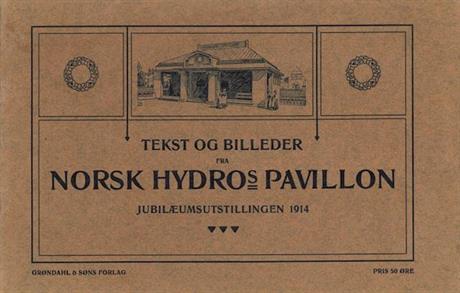 TEKST OG BILLEDER
FRA
NORSK HYDROS PAVILLON
JUBILÆUMSUTSTILLINGEN 1914
GRØNDAHL & SØNS FORLAG
PRIS 50 ØRE